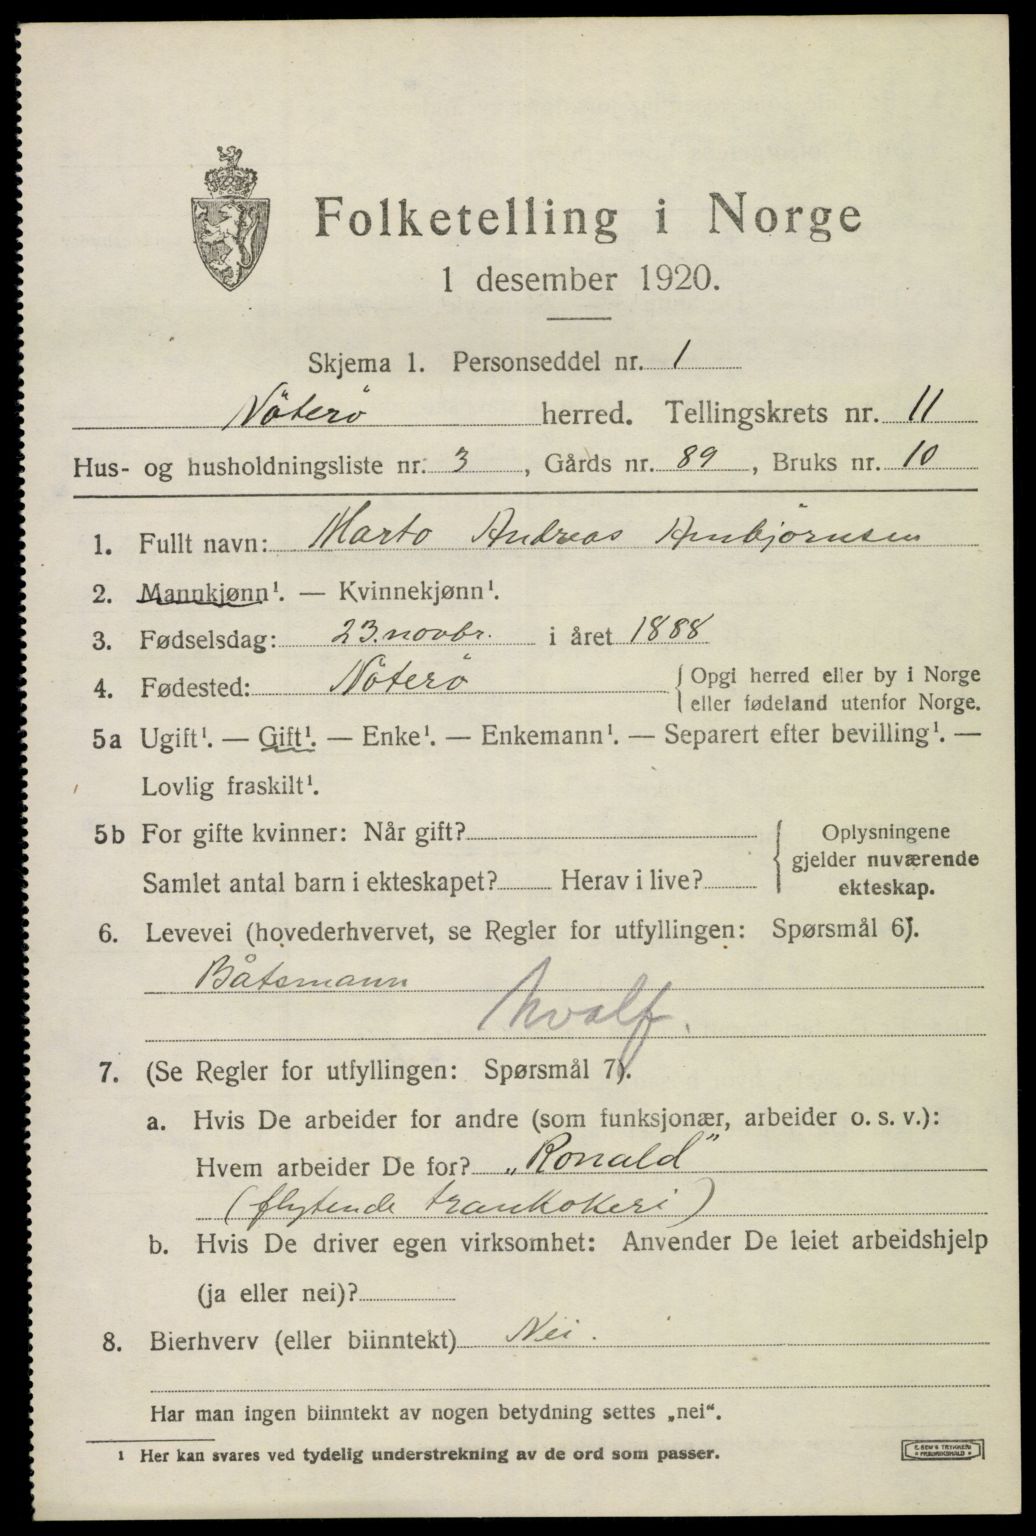 Folketelling i Norge
1 desember 1920.
Skjema 1. Personseddel nr. 1
Nöterö herred. Tellingskrets nr. 11
Hus- og husholdningsliste nr. 3, Gårds nr. 89, Bruks nr. 10
1. Fullt navn: Marto Andreas Arnbjörnsen
2. Mannkjønn¹. — Kvinnekjønn¹.
3. Fødselsdag: 23. novbr. i året 1888
4. Fødested: Nöterö { Opgi herred eller by i Norge
eller fødeland utenfor Norge.
5a Ugift¹. — Gift¹. — Enke¹. — Enkemann¹. — Separert efter bevilling¹. —
Lovlig fraskilt¹.
5b For gifte kvinner: Når gift? { Oplysningene
gjelder nuværende
Samlet antal barn i ekteskapet? Herav i live? ekteskap.
6. Levevei (hovederhvervet, se Regler for utfyllingen: Spørsmål 6).
Båtsmann
hvalf.
7. (Se Regler for utfyllingen: Spørsmål 7).
a. Hvis De arbeider for andre (som funksjonær, arbeider o. s. v.):
Hvem arbeider De for? „Ronald"
(flytende trankokeri)
b. Hvis De driver egen virksomhet: Anvender De leiet arbeidshjelp
(ja eller nei)?
8. Bierhverv (eller biinntekt) Nei.
Har man ingen biinntekt av nogen betydning settes „nei".
¹ Her kan svares ved tydelig understrekning av de ord som passer.